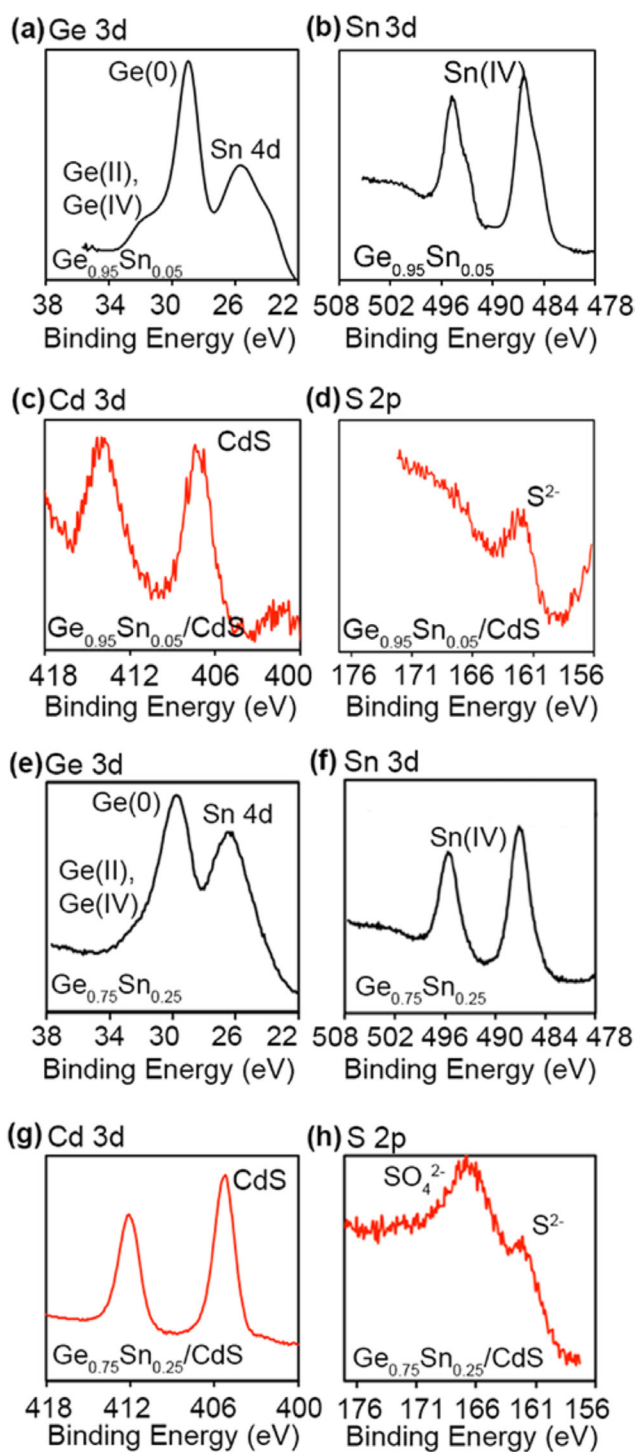 (a) Ge 3d
Ge(0)
Sn 4d
Ge(II),
Ge(IV)
Ge0.95Sn0.05
38 34 30 26 22
Binding Energy (eV)
(b) Sn 3d
Sn(IV)
Ge0.95Sn0.05
508 502 496 490 484 478
Binding Energy (eV)
(c) Cd 3d
CdS
Ge0.95Sn0.05/CdS
418 412 406 400
Binding Energy (eV)
(d) S 2p
S2-
Ge0.95Sn0.05/CdS
176 171 166 161 156
Binding Energy (eV)
(e) Ge 3d
Ge(0)
Sn 4d
Ge(II),
Ge(IV)
Ge0.75Sn0.25
38 34 30 26 22
Binding Energy (eV)
(f) Sn 3d
Sn(IV)
Ge0.75Sn0.25
508 502 496 490 484 478
Binding Energy (eV)
(g) Cd 3d
CdS
Ge0.75Sn0.25/CdS
418 412 406 400
Binding Energy (eV)
(h) S 2p
SO42-
S2-
Ge0.75Sn0.25/CdS
176 171 166 161 156
Binding Energy (eV)